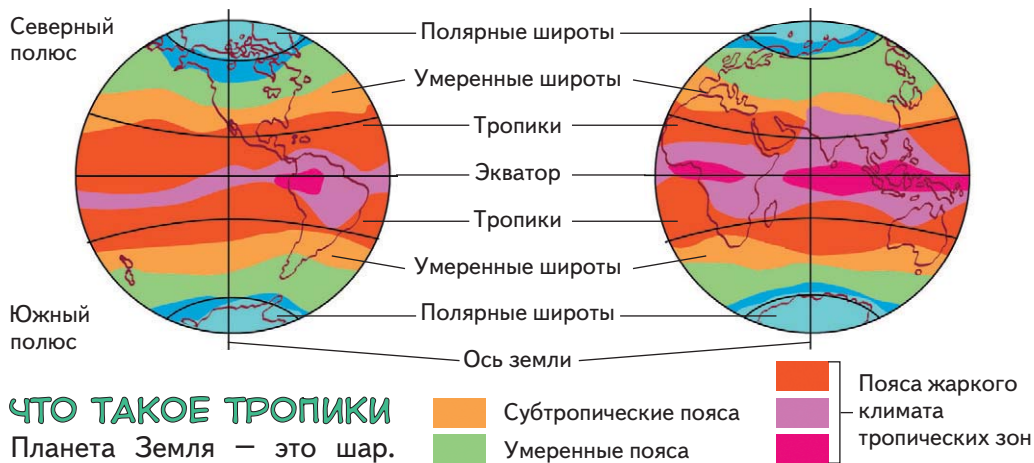 Северный
полюс
Полярные широты
Умеренные широты
Тропики
Экватор
Тропики
Умеренные широты
Полярные широты
Южный
полюс
Ось земли
ЧТО ТАКОЕ ТРОПИКИ
Планета Земля — это шар.
Субтропические пояса
Умеренные пояса
Пояса жаркого
климата
тропических зон